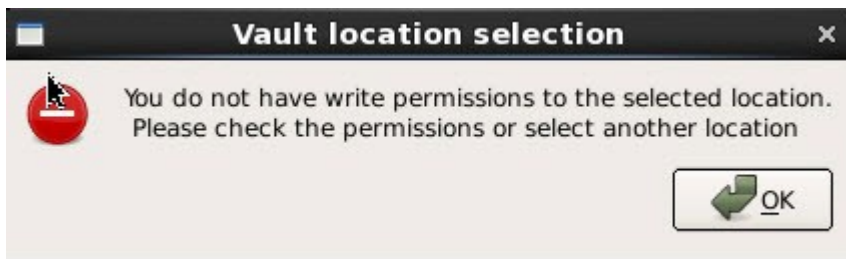 Vault location selection
You do not have write permissions to the selected location.
Please check the permissions or select another location
OK